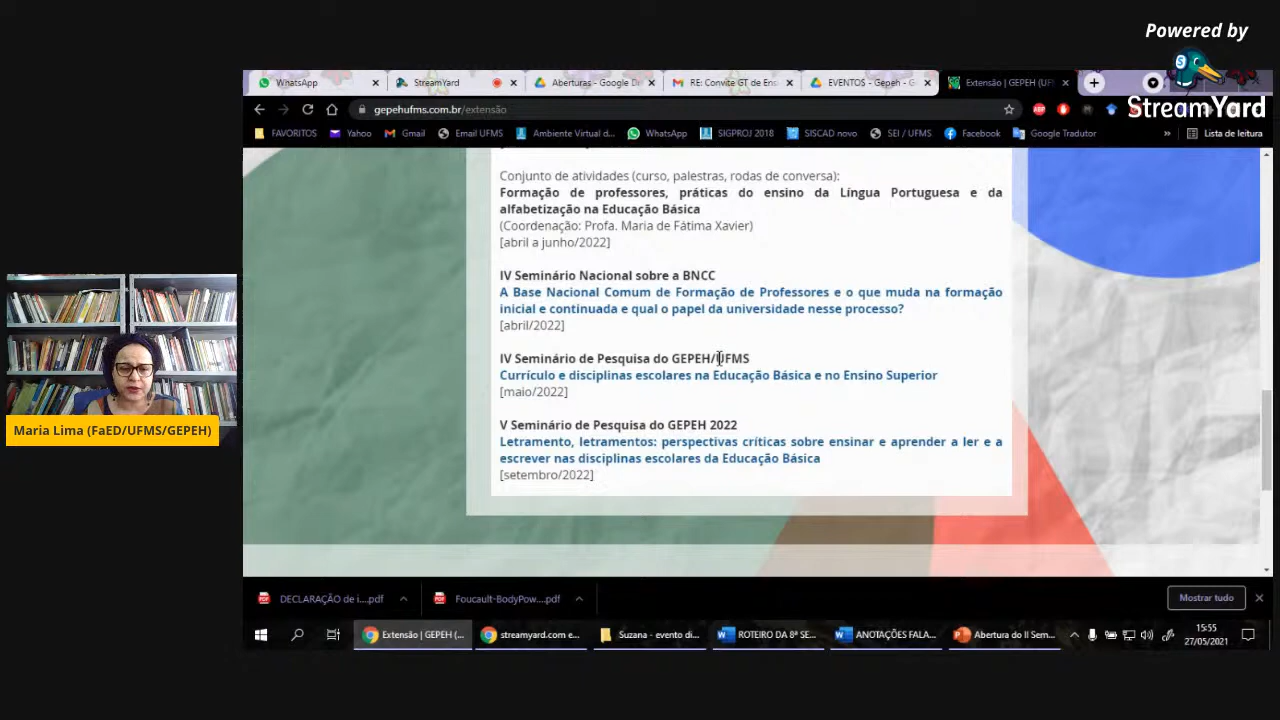 Powered by
StreamYard
WhatsApp
StreamYard
Aberturas - Google Dr
RE: Convite GT de Ens
EVENTOS - Gepeh - G
Extensão | GEPEH (UF
gepehufms.com.br/extensão
FAVORITOS
Yahoo
Gmail
Email UFMS
Ambiente Virtual d...
WhatsApp
SIGPROJ 2018
SISCAD novo
SEI / UFMS
Facebook
Google Tradutor
»
Lista de leitura
Conjunto de atividades (curso, palestras, rodas de conversa):
Formação de professores, práticas do ensino da Língua Portuguesa e da
alfabetização na Educação Básica
(Coordenação: Profa. Maria de Fátima Xavier)
[abril a junho/2022]
IV Seminário Nacional sobre a BNCC
A Base Nacional Comum de Formação de Professores e o que muda na formação
inicial e continuada e qual o papel da universidade nesse processo?
[abril/2022]
IV Seminário de Pesquisa do GEPEH/UFMS
Currículo e disciplinas escolares na Educação Básica e no Ensino Superior
[maio/2022]
V Seminário de Pesquisa do GEPEH 2022
Letramento, letramentos: perspectivas críticas sobre ensinar e aprender a ler e a
escrever nas disciplinas escolares da Educação Básica
[setembro/2022]
Maria Lima (FaED/UFMS/GEPEH)
DECLARAÇÃO de i....pdf
Foucault-BodyPow....pdf
Mostrar tudo
Extensão | GEPEH (...
streamyard.com e...
Suzana - evento di...
ROTEIRO DA 8ª SE...
ANOTAÇÕES FALA...
Abertura do II Sem...
15:55
27/05/2021